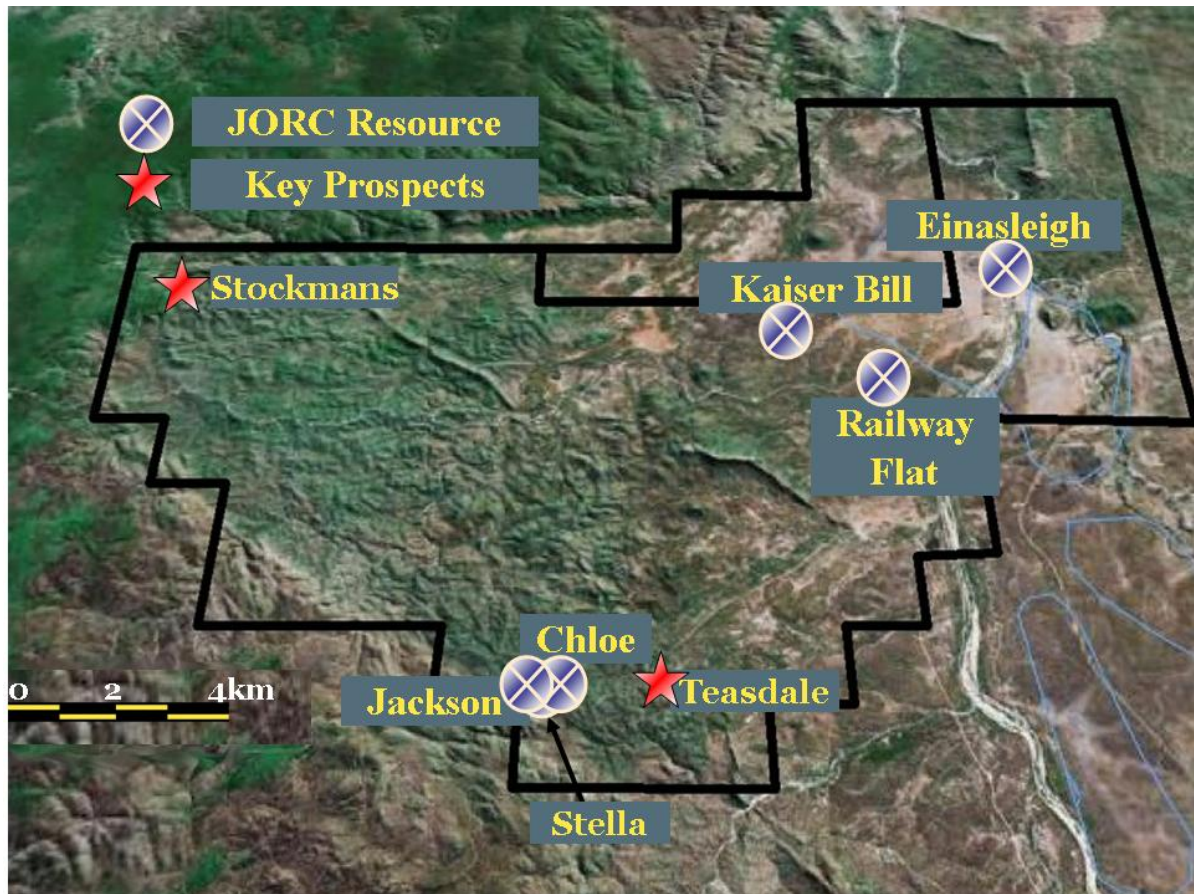 JORC Resource
Key Prospects
Einasleigh
Stockmans
Kaiser Bill
Railway
Flat
Chloe
0 2 4km
Jackson
Teasdale
Stella